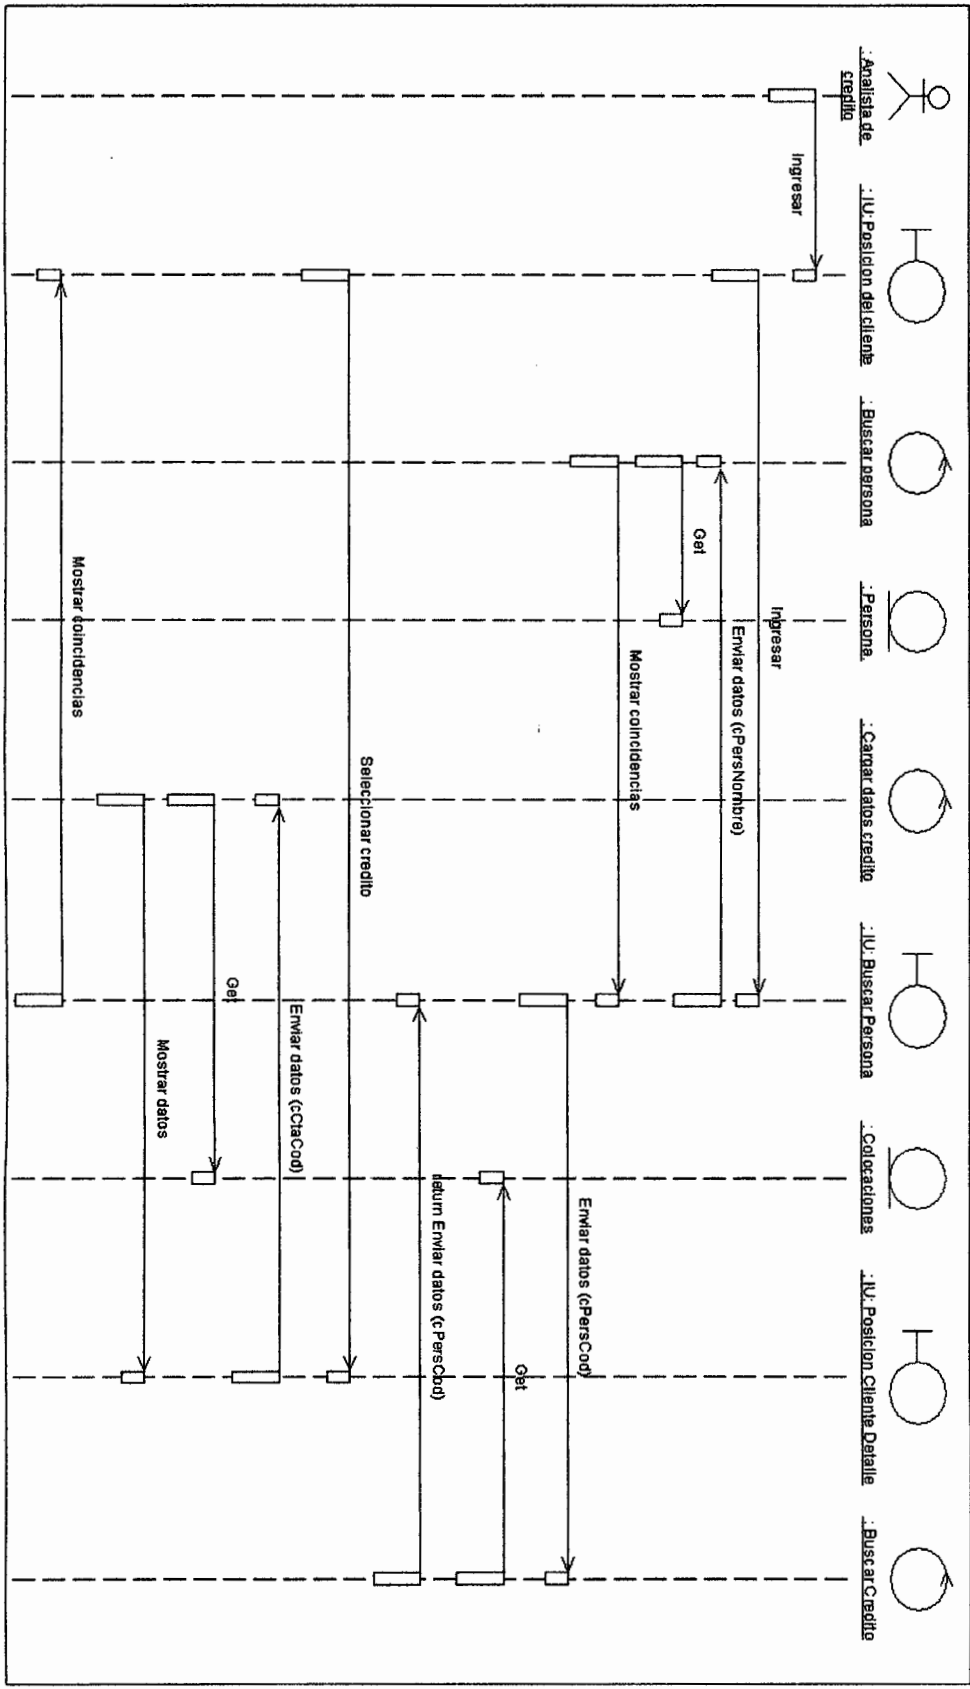 : Analista de
credito
: IU: Posicion del cliente
: Buscar persona
: Persona
: Cargar datos credito
: IU: Buscar Persona
: Colocaciones
: IU: Posicion Cliente Detalle
: Buscar Credito
Ingresar
Ingresar
Enviar datos (cPersNombre)
Get
Mostrar coincidencias
Enviar datos (cPersCod)
Get
return Enviar datos (cPersCod)
Seleccionar credito
Enviar datos (cCtaCod)
Get
Mostrar datos
Mostrar coincidencias